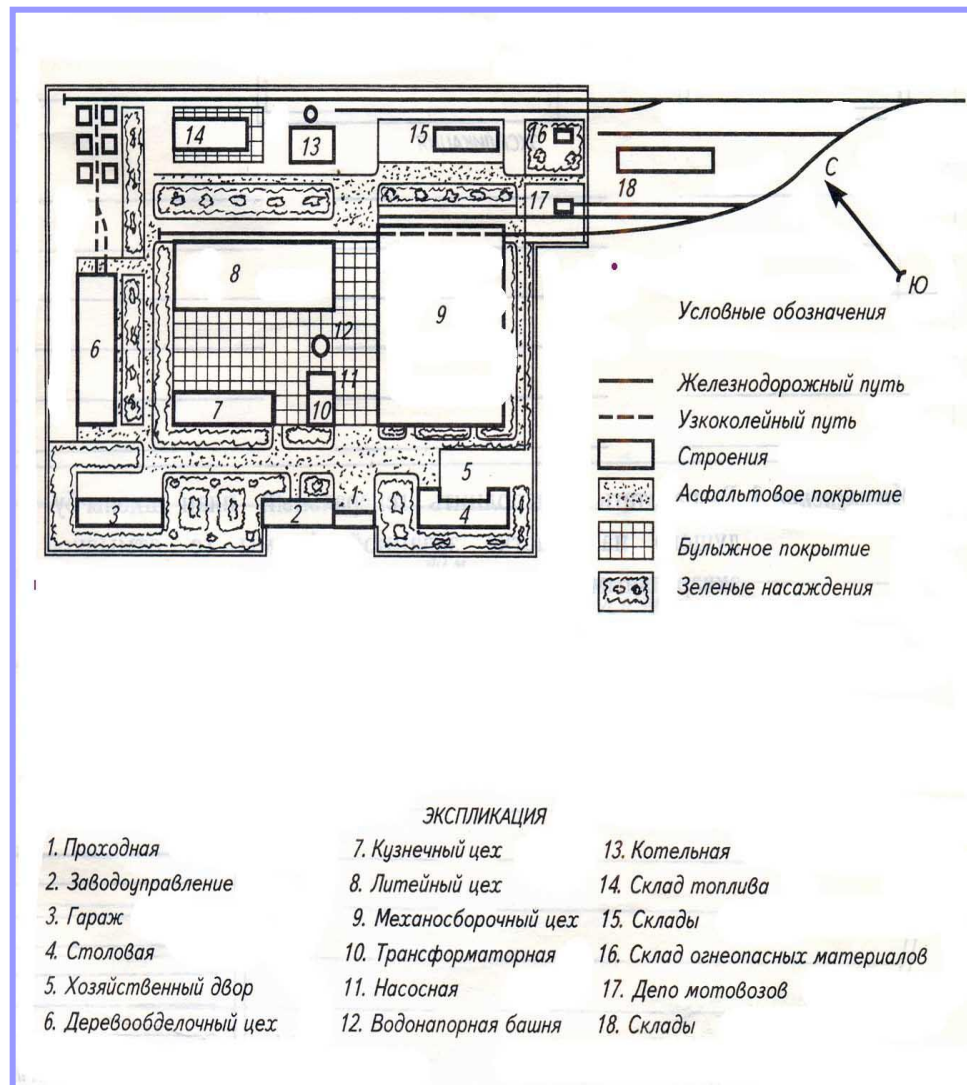 14
13
15
16
18
17
С
Ю
8
9
12
6
11
7
10
5
1
3
2
4
Условные обозначения
Железнодорожный путь
Узкоколейный путь
Строения
Асфальтовое покрытие
Булыжное покрытие
Зеленые насаждения
ЭКСПЛИКАЦИЯ
1. Проходная
2. Заводоуправление
3. Гараж
4. Столовая
5. Хозяйственный двор
6. Деревообделочный цех
7. Кузнечный цех
8. Литейный цех
9. Механосборочный цех
10. Трансформаторная
11. Насосная
12. Водонапорная башня
13. Котельная
14. Склад топлива
15. Склады
16. Склад огнеопасных материалов
17. Депо мотовозов
18. Склады